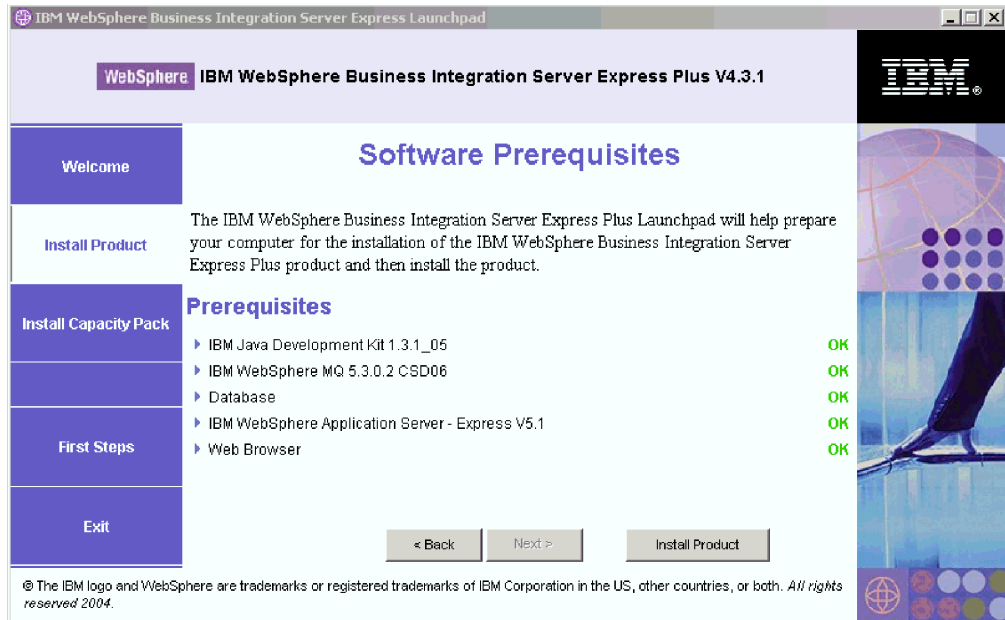 IBM WebSphere Business Integration Server Express Launchpad
WebSphere IBM WebSphere Business Integration Server Express Plus V4.3.1
IBM®
Welcome
Install Product
Install Capacity Pack
First Steps
Exit
Software Prerequisites
The IBM WebSphere Business Integration Server Express Plus Launchpad will help prepare
your computer for the installation of the IBM WebSphere Business Integration Server
Express Plus product and then install the product.
Prerequisites
IBM Java Development Kit 1.3.1_05 OK
IBM WebSphere MQ 5.3.0.2 CSD06 OK
Database OK
IBM WebSphere Application Server - Express V5.1 OK
Web Browser OK
< Back Next > Install Product
© The IBM logo and WebSphere are trademarks or registered trademarks of IBM Corporation in the US, other countries, or both. All rights
reserved 2004.